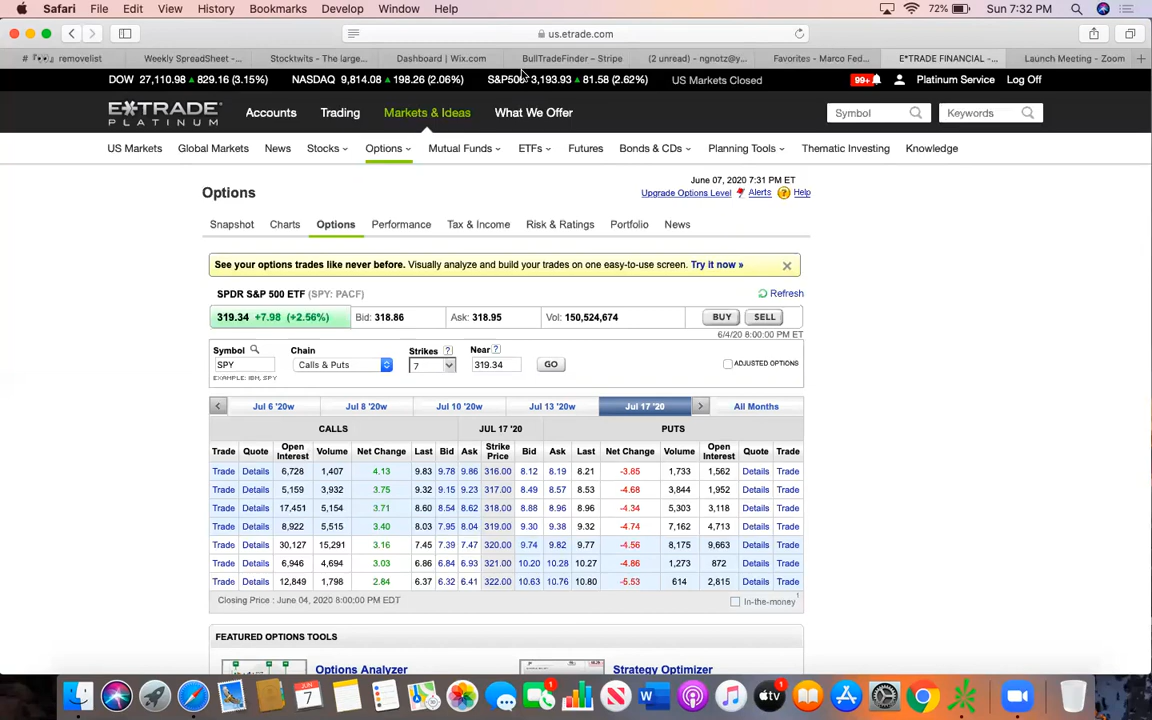 Safari File Edit View History Bookmarks Develop Window Help 72% Sun 7:32 PM
us.etrade.com
removelist Weekly SpreadSheet -... Stocktwits - The large... Dashboard | Wix.com BullTradeFinder – Stripe (2 unread) - ngnotz@y... Favorites - Marco Fed... E*TRADE FINANCIAL -... Launch Meeting - Zoom
DOW 27,110.98 ▲ 829.16 (3.15%) NASDAQ 9,814.08 ▲ 198.26 (2.06%) S&P500 3,193.93 ▲ 81.58 (2.62%) US Markets Closed 99+ Platinum Service Log Off
E*TRADE Accounts Trading Markets & Ideas What We Offer Symbol Keywords
PLATINUM
US Markets Global Markets News Stocks Options Mutual Funds ETFs Futures Bonds & CDs Planning Tools Thematic Investing Knowledge
June 07, 2020 7:31 PM ET
Options Upgrade Options Level Alerts ? Help
Snapshot Charts Options Performance Tax & Income Risk & Ratings Portfolio News
See your options trades like never before. Visually analyze and build your trades on one easy-to-use screen. Try it now »
SPDR S&P 500 ETF (SPY: PACF) Refresh
319.34 +7.98 (+2.56%) Bid: 318.86 Ask: 318.95 Vol: 150,524,674 BUY SELL
6/4/20 8:00:00 PM ET
Symbol Chain Strikes ? Near ?
SPY Calls & Puts 7 319.34 GO ADJUSTED OPTIONS
EXAMPLE: IBM, SPY
Jul 6 '20w Jul 8 '20w Jul 10 '20w Jul 13 '20w Jul 17 '20 All Months
CALLS JUL 17 '20 PUTS
Trade Quote Open Interest Volume Net Change Last Bid Ask Strike Price Bid Ask Last Net Change Volume Open Interest Quote Trade
Trade Details 6,728 1,407 4.13 9.83 9.78 9.86 316.00 8.12 8.19 8.21 -3.85 1,733 1,562 Details Trade
Trade Details 5,159 3,932 3.75 9.32 9.15 9.23 317.00 8.49 8.57 8.53 -4.68 3,844 1,952 Details Trade
Trade Details 17,451 5,154 3.71 8.60 8.54 8.62 318.00 8.88 8.96 8.96 -4.34 5,303 3,118 Details Trade
Trade Details 8,922 5,515 3.40 8.03 7.95 8.04 319.00 9.30 9.38 9.32 -4.74 7,162 4,713 Details Trade
Trade Details 30,127 15,291 3.16 7.45 7.39 7.47 320.00 9.74 9.82 9.77 -4.56 8,175 9,663 Details Trade
Trade Details 6,946 4,694 3.03 6.86 6.84 6.93 321.00 10.20 10.28 10.27 -4.86 1,273 872 Details Trade
Trade Details 12,849 1,798 2.84 6.37 6.32 6.41 322.00 10.63 10.76 10.80 -5.53 614 2,815 Details Trade
Closing Price : June 04, 2020 8:00:00 PM EDT In-the-money 1
FEATURED OPTIONS TOOLS
Options Analyzer Strategy Optimizer
JUN 7 1 1